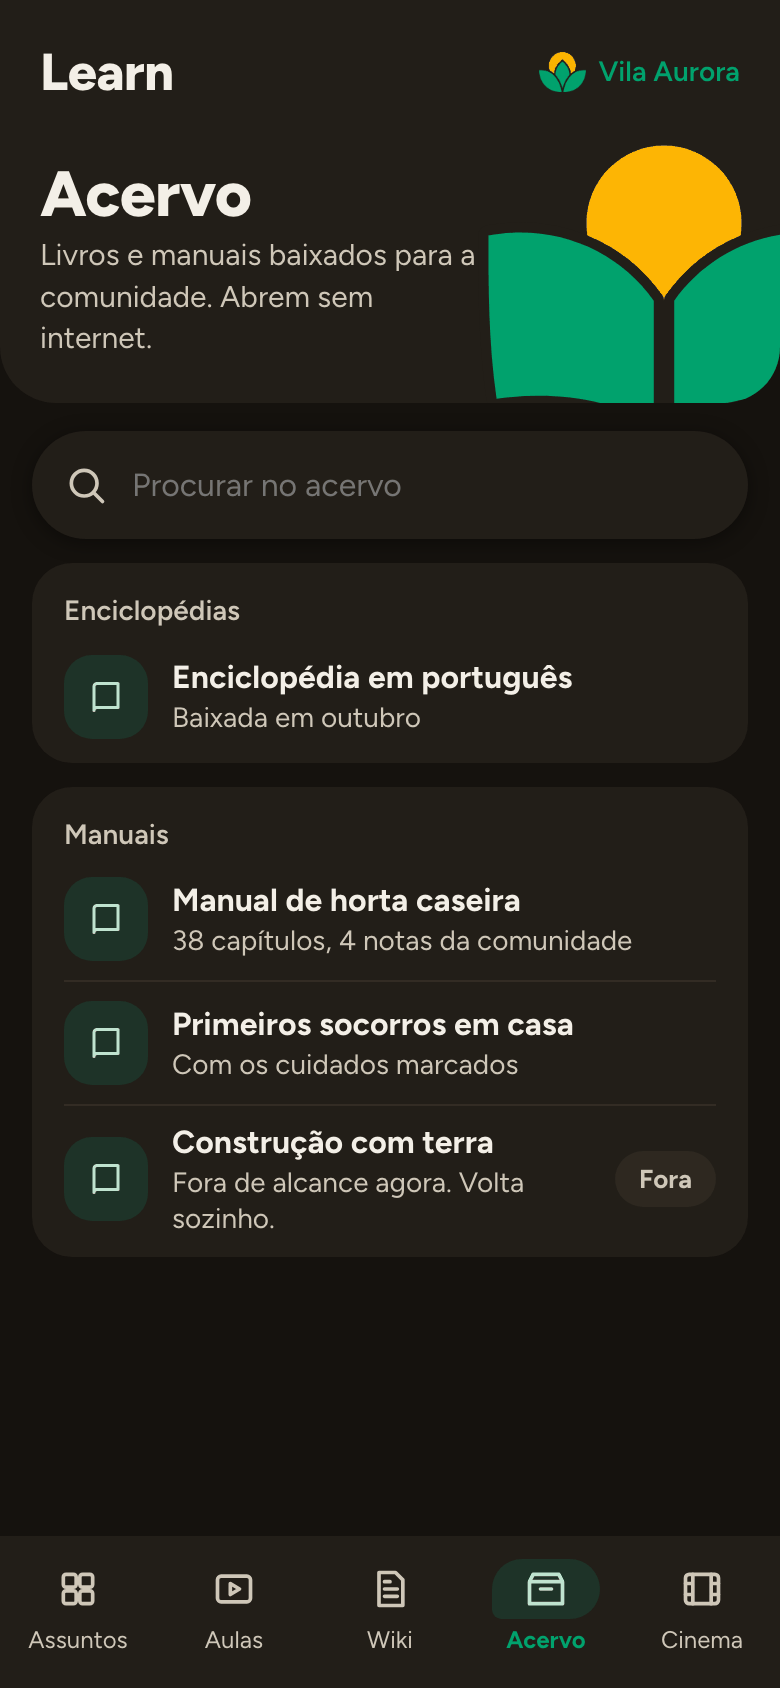 Learn
Vila Aurora
Acervo
Livros e manuais baixados para a
comunidade. Abrem sem
internet.
Procurar no acervo
Enciclopédias
Enciclopédia em português
Baixada em outubro
Manuais
Manual de horta caseira
38 capítulos, 4 notas da comunidade
Primeiros socorros em casa
Com os cuidados marcados
Construção com terra
Fora de alcance agora. Volta
sozinho.
Fora
Assuntos
Aulas
Wiki
Acervo
Cinema